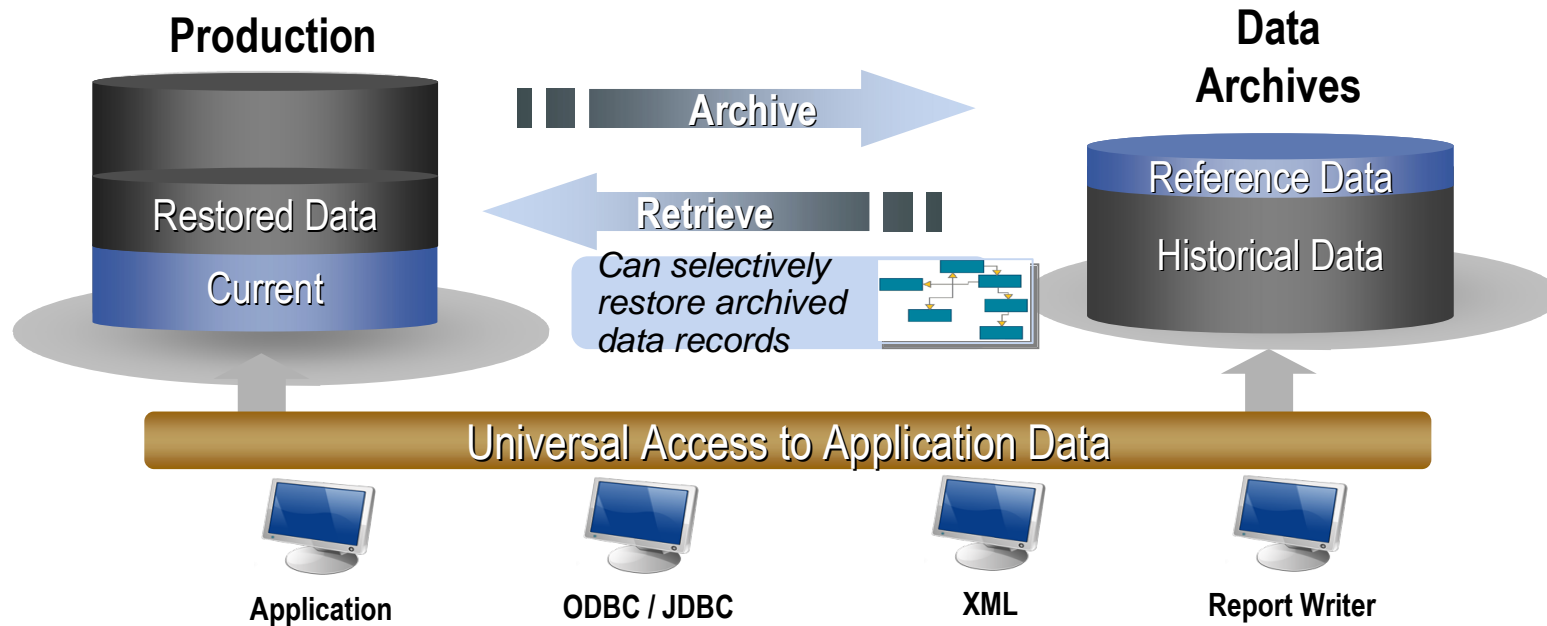 Production
Data
Archives
Archive
Reference Data
Restored Data
Retrieve
Historical Data
Current
Can selectively
restore archived
data records
Universal Access to Application Data
Application
ODBC / JDBC
XML
Report Writer